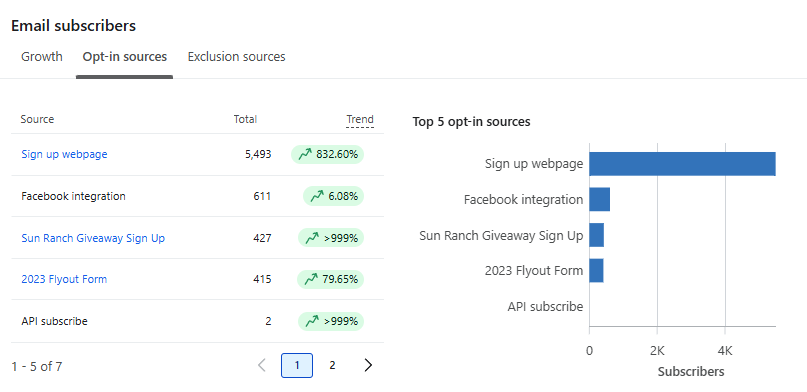 Email subscribers
Growth Opt-in sources Exclusion sources
Source Total Trend
Sign up webpage 5,493 832.60%
Facebook integration 611 6.08%
Sun Ranch Giveaway Sign Up 427 >999%
2023 Flyout Form 415 79.65%
API subscribe 2 >999%
1 - 5 of 7 1 2
Top 5 opt-in sources
Sign up webpage
Facebook integration
Sun Ranch Giveaway Sign Up
2023 Flyout Form
API subscribe
0 2K 4K
Subscribers